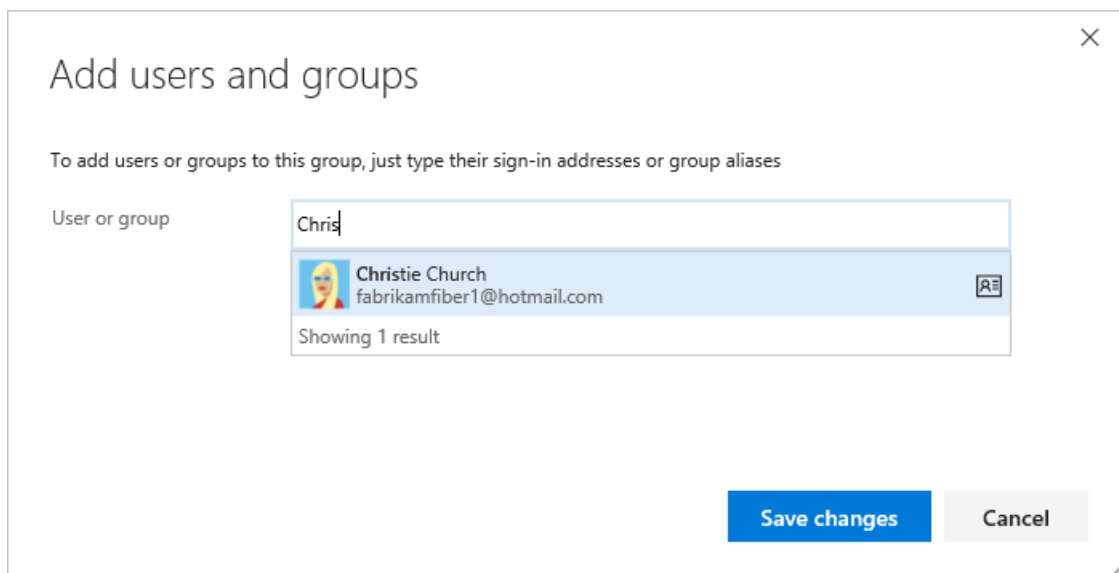 Add users and groups
To add users or groups to this group, just type their sign-in addresses or group aliases
User or group
Chris
Christie Church
fabrikamfiber1@hotmail.com
Showing 1 result
Save changes
Cancel